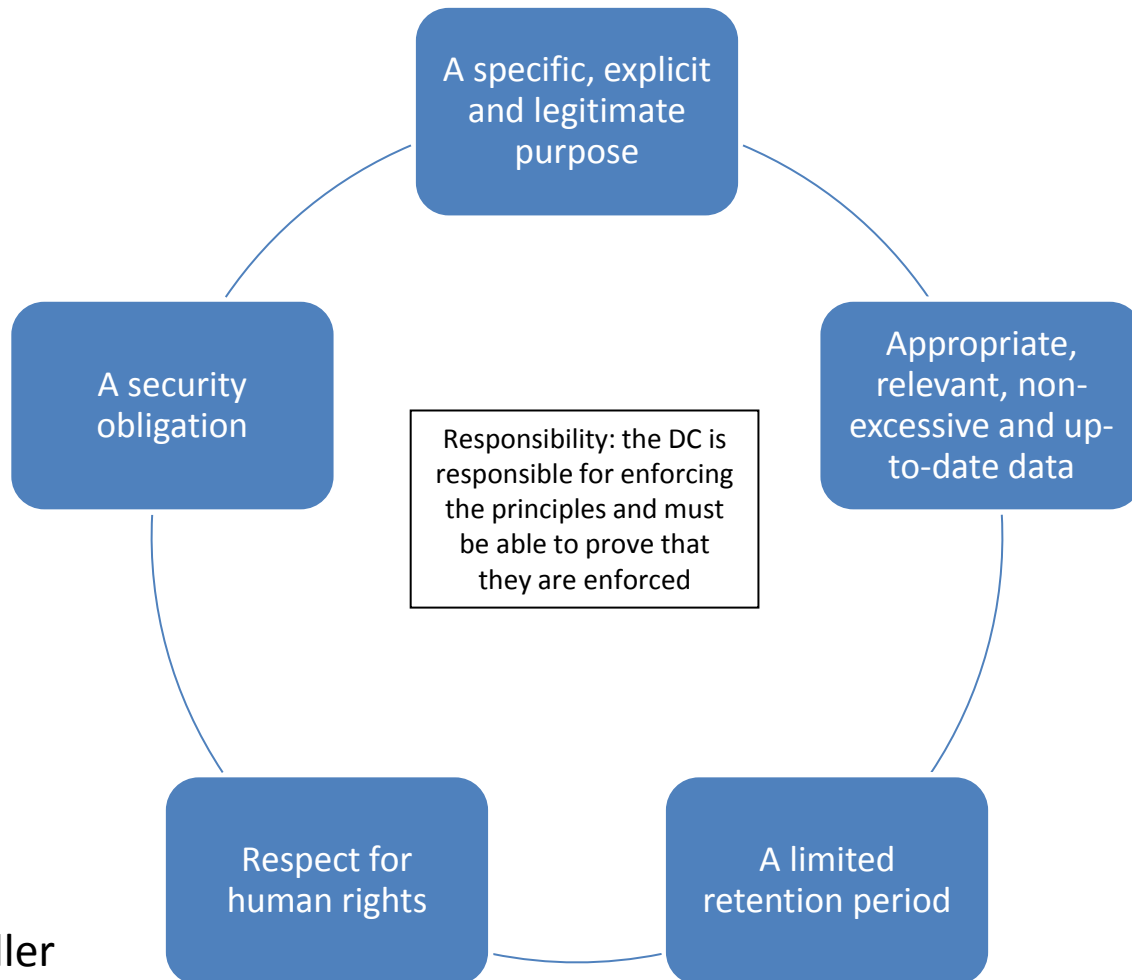 A specific, explicit
and legitimate
purpose
A security
obligation
Appropriate,
relevant, non-
excessive and up-
to-date data
Responsibility: the DC is
responsible for enforcing
the principles and must
be able to prove that
they are enforced
Respect for
human rights
A limited
retention period
ller